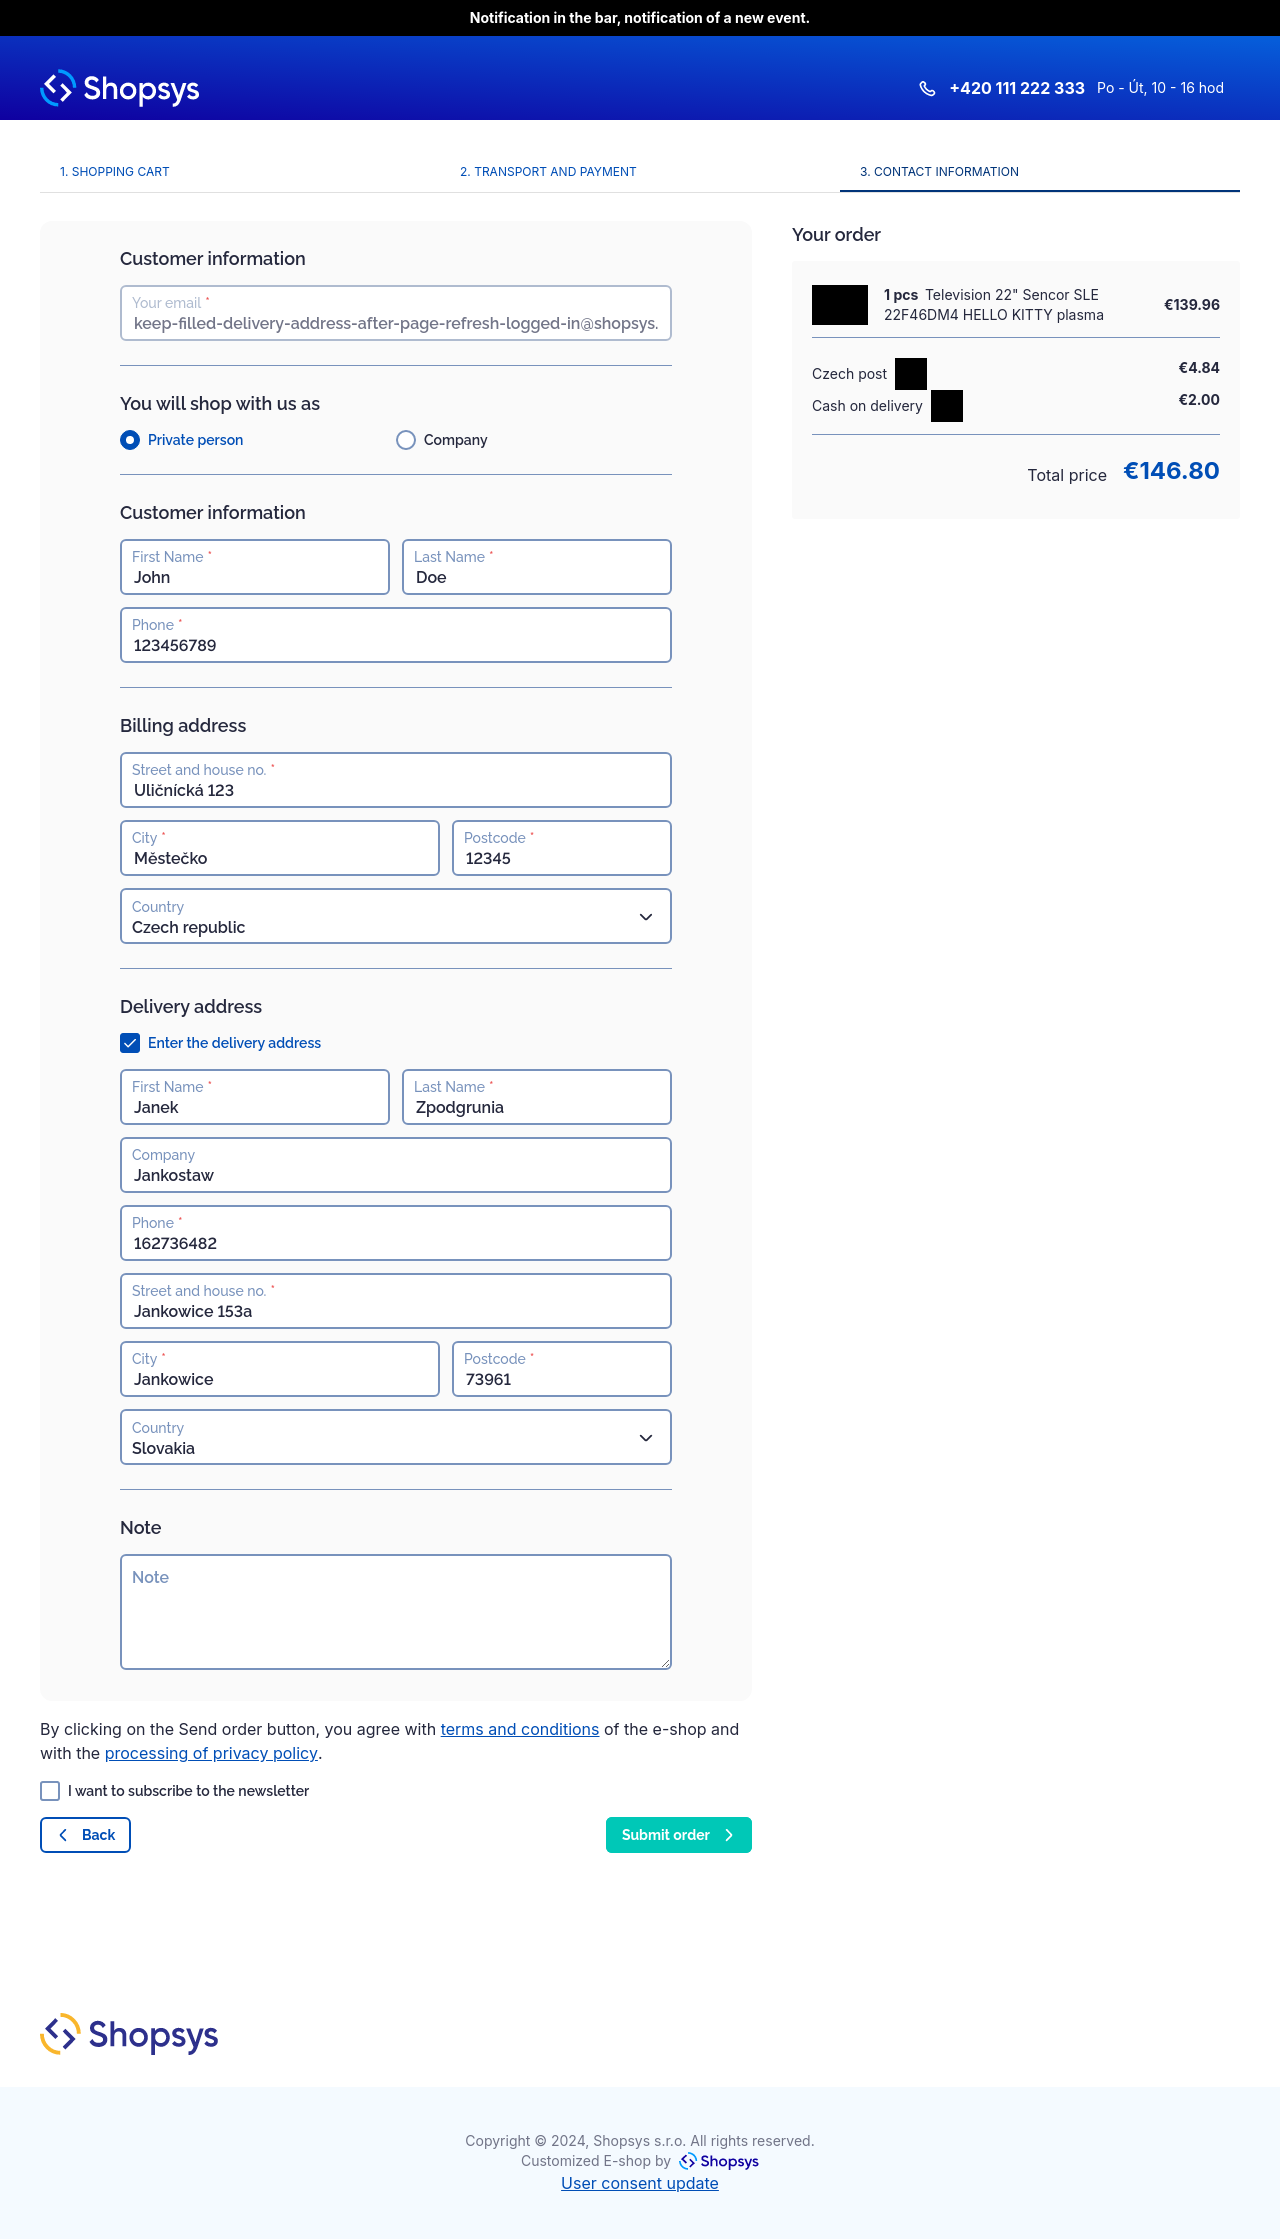 Notification in the bar, notification of a new event.
Shopsys
+420 111 222 333 Po - Út, 10 - 16 hod
1. SHOPPING CART
2. TRANSPORT AND PAYMENT
3. CONTACT INFORMATION
Customer information
Your email *
keep-filled-delivery-address-after-page-refresh-logged-in@shopsys.
You will shop with us as
Private person
Company
Customer information
First Name *
John
Last Name *
Doe
Phone *
123456789
Billing address
Street and house no. *
Uličnícká 123
City *
Městečko
Postcode *
12345
Country
Czech republic
Delivery address
Enter the delivery address
First Name *
Janek
Last Name *
Zpodgrunia
Company
Jankostaw
Phone *
162736482
Street and house no. *
Jankowice 153a
City *
Jankowice
Postcode *
73961
Country
Slovakia
Note
Note
By clicking on the Send order button, you agree with terms and conditions of the e-shop and
with the processing of privacy policy.
I want to subscribe to the newsletter
Back
Submit order
Your order
1 pcs Television 22" Sencor SLE
22F46DM4 HELLO KITTY plasma
€139.96
Czech post
€4.84
Cash on delivery
€2.00
Total price €146.80
Shopsys
Copyright © 2024, Shopsys s.r.o. All rights reserved.
Customized E-shop by Shopsys
User consent update